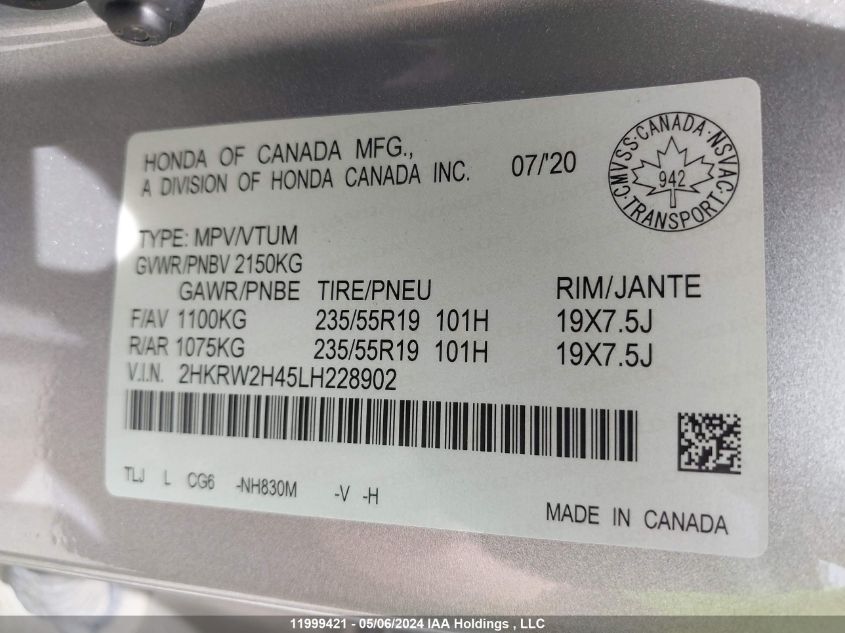 HONDA OF CANADA MFG.,
A DIVISION OF HONDA CANADA INC. 07/'20
CMVSS·CANADA·NSVAC
942
TRANSPORT
TYPE: MPV/VTUM
GVWR/PNBV 2150KG
GAWR/PNBE TIRE/PNEU RIM/JANTE
F/AV 1100KG 235/55R19 101H 19X7.5J
R/AR 1075KG 235/55R19 101H 19X7.5J
V.I.N. 2HKRW2H45LH228902
TLJ L CG6 -NH830M -V -H
MADE IN CANADA
11999421 - 05/06/2024 IAA Holdings , LLC